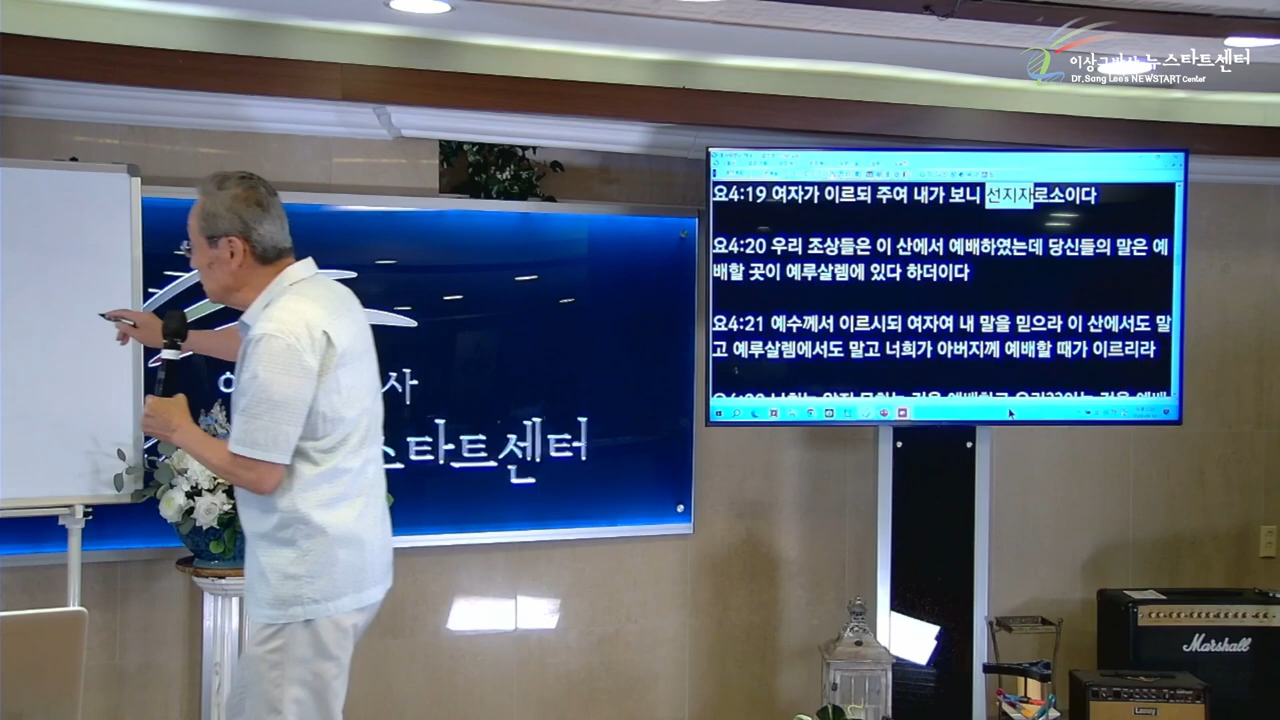 이상구박사 뉴스타트센터
Dr. Sang Lee's NEWSTART Center
요4:19 여자가 이르되 주여 내가 보니 선지자로소이다
요4:20 우리 조상들은 이 산에서 예배하였는데 당신들의 말은 예
배할 곳이 예루살렘에 있다 하더이다
요4:21 예수께서 이르시되 여자여 내 말을 믿으라 이 산에서도 말
고 예루살렘에서도 말고 너희가 아버지께 예배할 때가 이르리라
사
스타트센터
Marshall
Laney